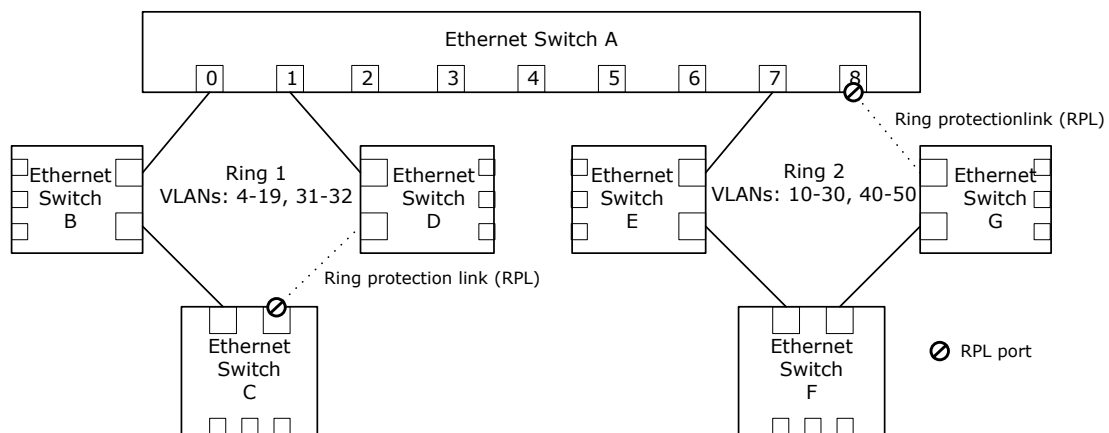 Ethernet Switch A
0 1 2 3 4 5 6 7 8
Ring protectionlink (RPL)
Ethernet
Switch
B
Ring 1
VLANs: 4-19, 31-32
Ethernet
Switch
D
Ethernet
Switch
E
Ring 2
VLANs: 10-30, 40-50
Ethernet
Switch
G
Ring protection link (RPL)
Ethernet
Switch
C
Ethernet
Switch
F
RPL port